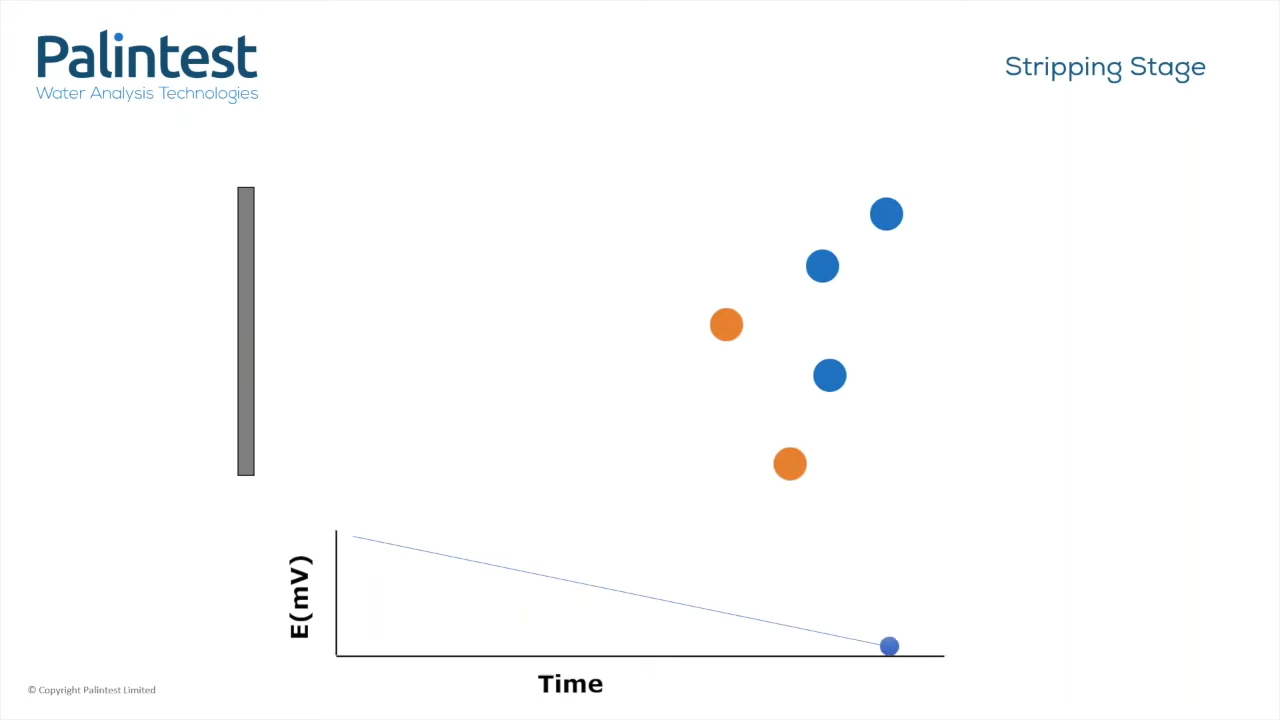 Palintest
Water Analysis Technologies
Stripping Stage
E(mV)
Time
© Copyright Palintest Limited